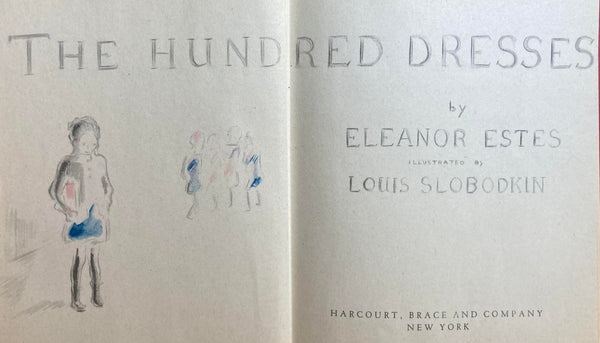 THE HUNDRED DRESSES
by
ELEANOR ESTES
ILLUSTRATED BY
LOUIS SLOBODKIN
HARCOURT, BRACE AND COMPANY
NEW YORK